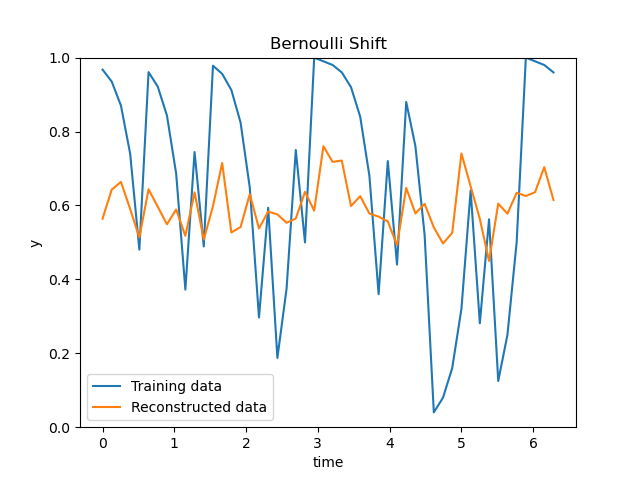 Bernoulli Shift
1.0
0.8
0.6
0.4
0.2
0.0
y
Training data
Reconstructed data
0 1 2 3 4 5 6
time